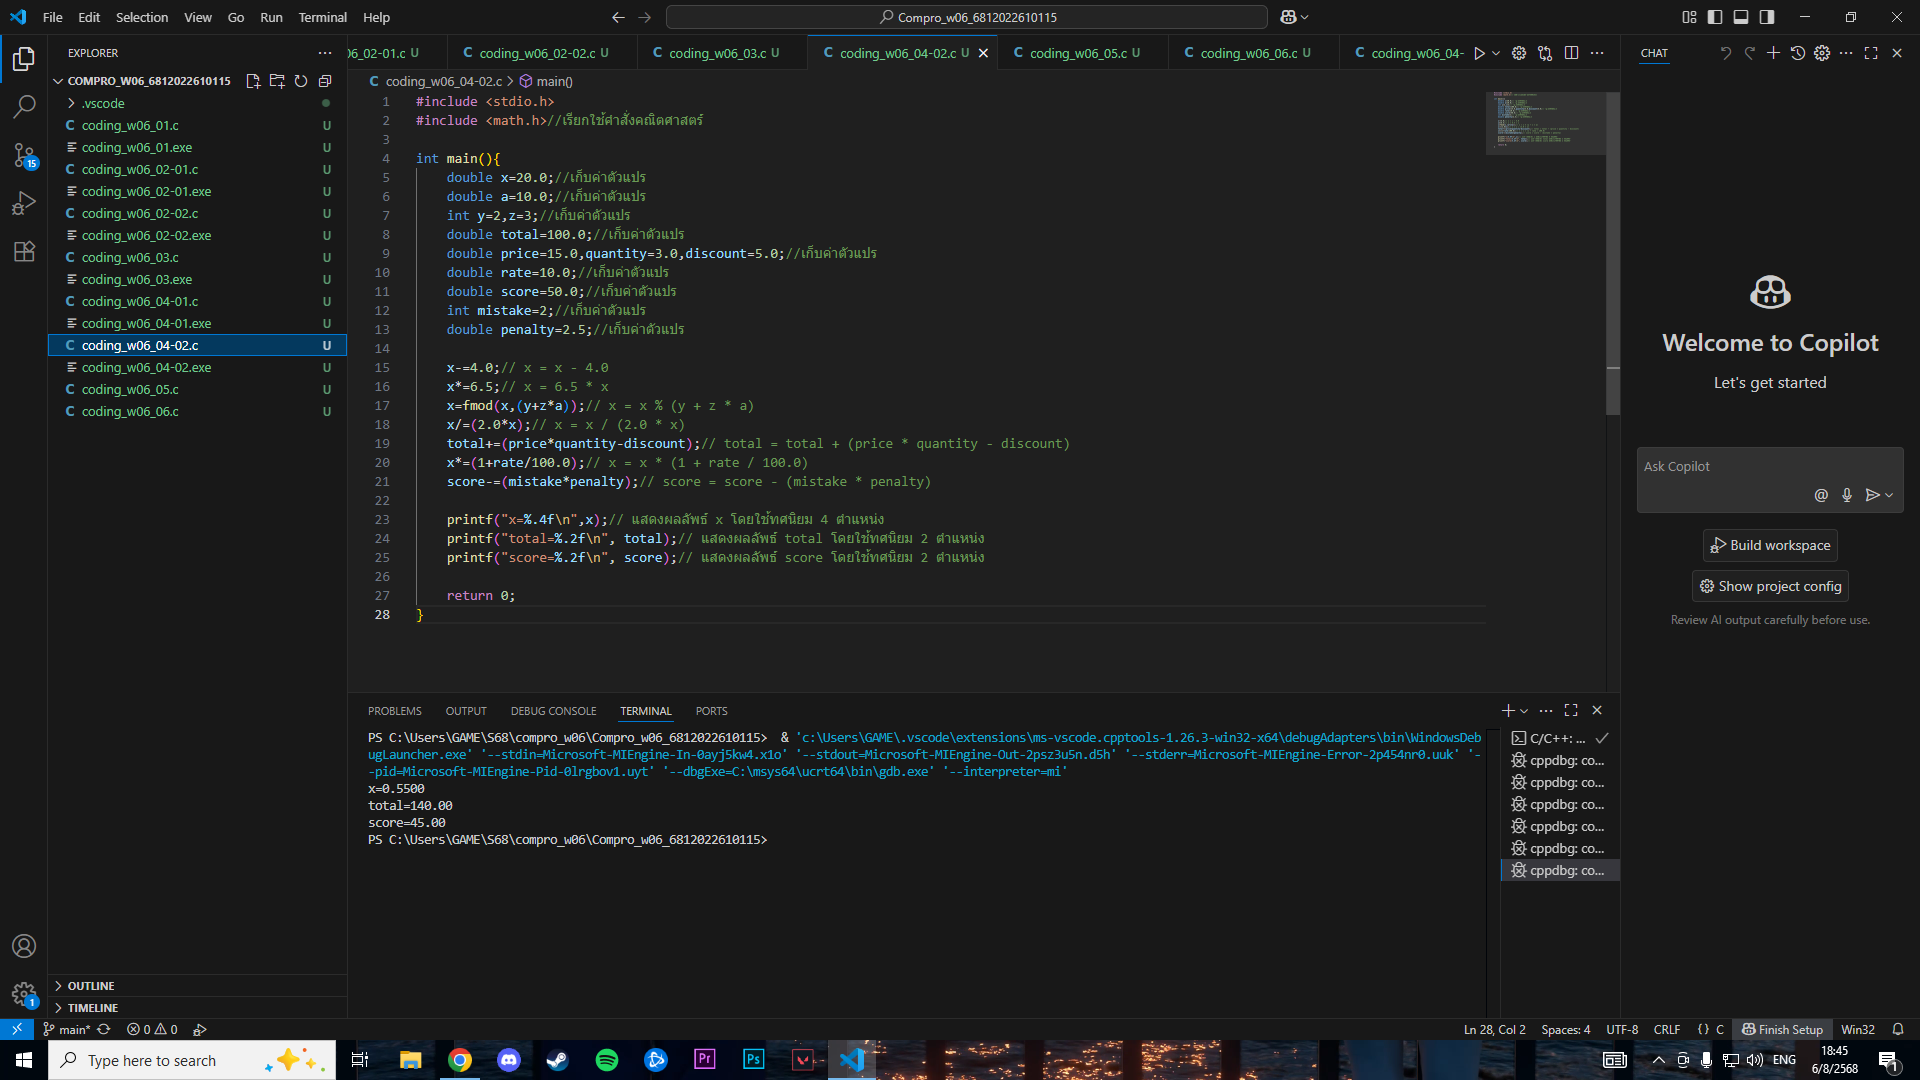 File Edit Selection View Go Run Terminal Help
Compro_w06_6812022610115
EXPLORER
COMPRO_W06_6812022610115
.vscode
coding_w06_01.c U
coding_w06_01.exe U
coding_w06_02-01.c U
coding_w06_02-01.exe U
coding_w06_02-02.c U
coding_w06_02-02.exe U
coding_w06_03.c U
coding_w06_03.exe U
coding_w06_04-01.c U
coding_w06_04-01.exe U
coding_w06_04-02.c U
coding_w06_04-02.exe U
coding_w06_05.c U
coding_w06_06.c U
OUTLINE
TIMELINE
06_02-01.c U C coding_w06_02-02.c U C coding_w06_03.c U C coding_w06_04-02.c U C coding_w06_05.c U C coding_w06_06.c U C coding_w06_04-
C coding_w06_04-02.c > main()
1 #include <stdio.h>
2 #include <math.h>//เรียกใช้คำสั่งคณิตศาสตร์
3
4 int main(){
5 double x=20.0;//เก็บค่าตัวแปร
6 double a=10.0;//เก็บค่าตัวแปร
7 int y=2,z=3;//เก็บค่าตัวแปร
8 double total=100.0;//เก็บค่าตัวแปร
9 double price=15.0,quantity=3.0,discount=5.0;//เก็บค่าตัวแปร
10 double rate=10.0;//เก็บค่าตัวแปร
11 double score=50.0;//เก็บค่าตัวแปร
12 int mistake=2;//เก็บค่าตัวแปร
13 double penalty=2.5;//เก็บค่าตัวแปร
14
15 x-=4.0;// x = x - 4.0
16 x*=6.5;// x = 6.5 * x
17 x=fmod(x,(y+z*a));// x = x % (y + z * a)
18 x/=(2.0*x);// x = x / (2.0 * x)
19 total+=(price*quantity-discount);// total = total + (price * quantity - discount)
20 x*=(1+rate/100.0);// x = x * (1 + rate / 100.0)
21 score-=(mistake*penalty);// score = score - (mistake * penalty)
22
23 printf("x=%.4f\n",x);// แสดงผลลัพธ์ x โดยใช้ทศนิยม 4 ตำแหน่ง
24 printf("total=%.2f\n", total);// แสดงผลลัพธ์ total โดยใช้ทศนิยม 2 ตำแหน่ง
25 printf("score=%.2f\n", score);// แสดงผลลัพธ์ score โดยใช้ทศนิยม 2 ตำแหน่ง
26
27 return 0;
28 }
PROBLEMS OUTPUT DEBUG CONSOLE TERMINAL PORTS
PS C:\Users\GAME\S68\compro_w06\Compro_w06_6812022610115> & 'c:\Users\GAME\.vscode\extensions\ms-vscode.cpptools-1.26.3-win32-x64\debugAdapters\bin\WindowsDeb
ugLauncher.exe' '--stdin=Microsoft-MIEngine-In-0ayj5kw4.x1o' '--stdout=Microsoft-MIEngine-Out-2psz3u5n.d5h' '--stderr=Microsoft-MIEngine-Error-2p454nr0.uuk' '-
-pid=Microsoft-MIEngine-Pid-0lrgbov1.uyt' '--dbgExe=C:\msys64\ucrt64\bin\gdb.exe' '--interpreter=mi'
x=0.5500
total=140.00
score=45.00
PS C:\Users\GAME\S68\compro_w06\Compro_w06_6812022610115>
C/C++: ...
cppdbg: co...
cppdbg: co...
cppdbg: co...
cppdbg: co...
cppdbg: co...
cppdbg: co...
CHAT
Welcome to Copilot
Let's get started
Ask Copilot
@
Build workspace
Show project config
Review AI output carefully before use.
15
1
main* 0 0
Ln 28, Col 2 Spaces: 4 UTF-8 CRLF { } C Finish Setup Win32
Type here to search
Pr
Ps
ENG
18:45
6/8/2568
1